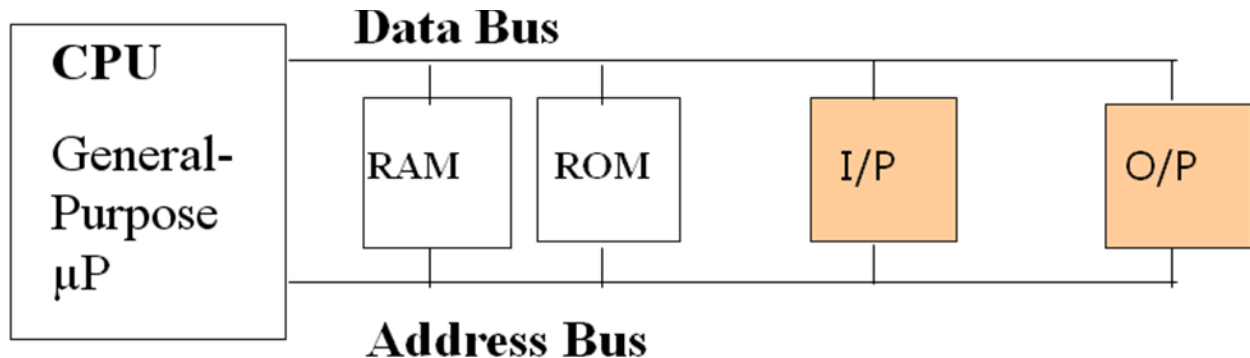 Data Bus
CPU
General-
Purpose
μP
RAM
ROM
I/P
O/P
Address Bus